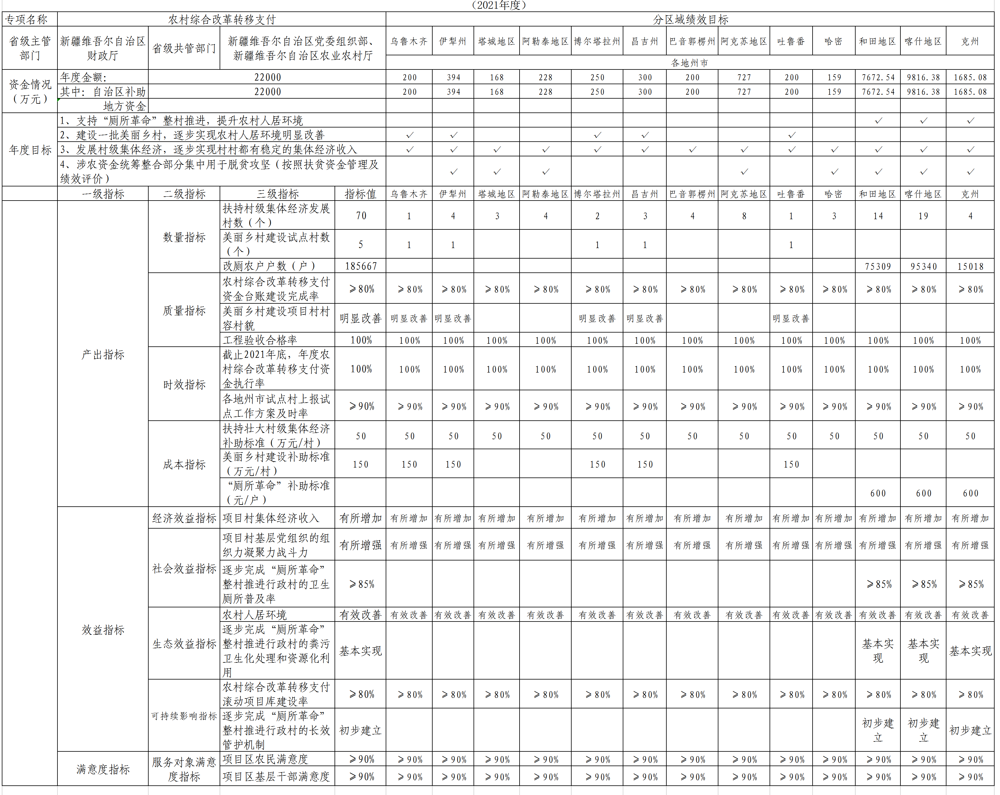 （2021年度）
专项名称 农村综合改革转移支付 分区域绩效目标
省级主管
部门 新疆维吾尔自治区
财政厅 省级共管部门 新疆维吾尔自治区党委组织部、
新疆维吾尔自治区农业农村厅 乌鲁木齐 伊犁州 塔城地区 阿勒泰地区 博尔塔拉州 昌吉州 巴音郭楞州 阿克苏地区 吐鲁番 哈密 和田地区 喀什地区 克州
各地州市
资金情况
（万元） 年度金额： 22000 200 394 168 228 250 300 200 727 200 159 7672.54 9816.38 1685.08
其中：自治区补助 22000 200 394 168 228 250 300 200 727 200 159 7672.54 9816.38 1685.08
地方资金
年度目标 1、支持“厕所革命”整村推进，提升农村人居环境 √ √ √
2、建设一批美丽乡村，逐步实现农村人居环境明显改善 √ √ √ √ √
3、发展村级集体经济，逐步实现村村都有稳定的集体经济收入 √ √ √ √ √ √ √ √ √ √ √ √ √
4、涉农资金统筹整合部分集中用于脱贫攻坚（按照扶贫资金管理及
绩效评价） √ √ √ √ √ √ √ √
一级指标 二级指标 三级指标 指标值 乌鲁木齐 伊犁州 塔城地区 阿勒泰地区 博尔塔拉州 昌吉州 巴音郭楞州 阿克苏地区 吐鲁番 哈密 和田地区 喀什地区 克州
产出指标 数量指标 扶持村级集体经济发展
村数（个） 70 1 4 3 4 2 3 4 8 1 3 14 19 4
美丽乡村建设试点村数
（个） 5 1 1 1 1 1
改厕农户户数（户） 185667 75309 95340 15018
质量指标 农村综合改革转移支付
资金台账建设完成率 ≥80% ≥80% ≥80% ≥80% ≥80% ≥80% ≥80% ≥80% ≥80% ≥80% ≥80% ≥80% ≥80% ≥80%
美丽乡村建设项目村村
容村貌 明显改善 明显改善 明显改善 明显改善 明显改善 明显改善
工程验收合格率 100% 100% 100% 100% 100% 100% 100% 100% 100% 100% 100% 100% 100% 100%
时效指标 截止2021年底，年度农
村综合改革转移支付资
金执行率 100% 100% 100% 100% 100% 100% 100% 100% 100% 100% 100% 100% 100% 100%
各地州市试点村上报试
点工作方案及时率 ≥90% ≥90% ≥90% ≥90% ≥90% ≥90% ≥90% ≥90% ≥90% ≥90% ≥90% ≥90% ≥90% ≥90%
成本指标 扶持壮大村级集体经济
补助标准（万元/村） 50 50 50 50 50 50 50 50 50 50 50 50 50 50
美丽乡村建设补助标准
（万元/村） 150 150 150 150 150 150
“厕所革命”补助标准
（元/户） 600 600 600
效益指标 经济效益指标 项目村集体经济收入 有所增加 有所增加 有所增加 有所增加 有所增加 有所增加 有所增加 有所增加 有所增加 有所增加 有所增加 有所增加 有所增加 有所增加
社会效益指标 项目村基层党组织的组
织力凝聚力战斗力 有所增强 有所增强 有所增强 有所增强 有所增强 有所增强 有所增强 有所增强 有所增强 有所增强 有所增强 有所增强 有所增强 有所增强
逐步完成“厕所革命”
整村推进行政村的卫生
厕所普及率 ≥85% ≥85% ≥85% ≥85%
生态效益指标 农村人居环境 有效改善 有效改善 有效改善 有效改善 有效改善 有效改善 有效改善 有效改善 有效改善 有效改善 有效改善 有效改善 有效改善 有效改善
逐步完成“厕所革命”
整村推进行政村的粪污
卫生化处理和资源化利
用 基本实现 基本实
现 基本实
现 基本实现
可持续影响指标 农村综合改革转移支付
滚动项目库建设率 ≥80% ≥80% ≥80% ≥80% ≥80% ≥80% ≥80% ≥80% ≥80% ≥80% ≥80% ≥80% ≥80% ≥80%
逐步完成“厕所革命”
整村推进行政村的长效
管护机制 初步建立 初步建
立 初步建
立 初步建立
满意度指标 服务对象满意
度指标 项目区农民满意度 ≥90% ≥90% ≥90% ≥90% ≥90% ≥90% ≥90% ≥90% ≥90% ≥90% ≥90% ≥90% ≥90% ≥90%
项目区基层干部满意度 ≥90% ≥90% ≥90% ≥90% ≥90% ≥90% ≥90% ≥90% ≥90% ≥90% ≥90% ≥90% ≥90% ≥90%